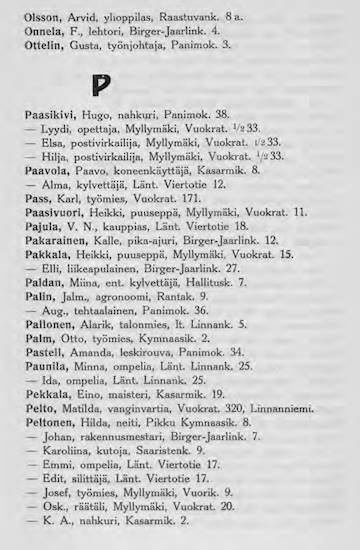 Olsson, Arvid, ylioppilas, Raastuvank. 8 a.
Onnela, F., lehtori, Birger-Jaarlink. 4.
Ottelin, Gusta, työnjohtaja, Panimok. 3.
P
Paasikivi, Hugo, nahkuri, Panimok. 38.
— Lyydi, opettaja, Myllymäki, Vuokrat. 1/2 33.
— Elsa, postivirkailija, Myllymäki, Vuokrat. 1/2 33.
— Hilja, postivirkailija, Myllymäki, Vuokrat. 1/2 33.
Paavola, Paavo, koneenkäyttäjä, Kasarmik. 8.
— Alma, kylvettäjä, Länt. Viertotie 12.
Pass, Karl, työmies, Vuokrat. 171.
Paasivuori, Heikki, puuseppä, Myllymäki, Vuokrat. 11.
Pajula, V. N., kauppias, Länt. Viertotie 18.
Pakarainen, Kalle, pika-ajuri, Birger-Jaarlink. 12.
Pakkala, Heikki, puuseppä, Myllymäki, Vuokrat. 15.
— Elli, liikeapulainen, Birger-Jaarlink. 27.
Paldan, Miina, ent. kylvettäjä, Hallitusk. 7.
Palin, Jalm., agronoomi, Rantak. 9.
— Aug., tehtaalainen, Panimok. 36.
Pallonen, Alarik, talonmies, It. Linnank. 5.
Palm, Otto, työmies, Kymnaasik. 2.
Pastell, Amanda, leskirouva, Panimok. 34.
Paunila, Minna, ompelia, Länt. Linnank. 25.
— Ida, ompelia, Länt. Linnank. 25.
Pekkala, Eino, maisteri, Kasarmik. 19.
Pelto, Matilda, vanginvartia, Vuokrat. 320, Linnanniemi.
Peltonen, Hilda, neiti, Pikku Kymnaasik. 8.
— Johan, rakennusmestari, Birger-Jaarlink. 7.
— Karoliina, kutoja, Saaristenk. 9.
— Emmi, ompelia, Länt. Viertotie 17.
— Edit, silittäjä, Länt. Viertotie 17.
— Josef, työmies, Myllymäki, Vuorik. 9.
— Osk., räätäli, Myllymäki, Vuokrat. 20.
— K. A., nahkuri, Kasarmik. 2.